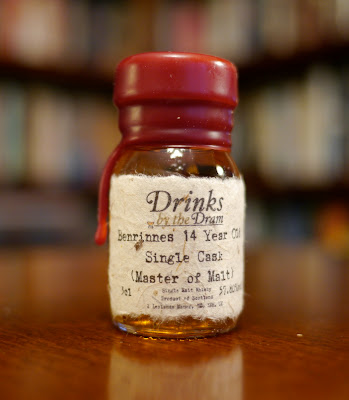 Drinks
by the Dram
Benrinnes 14 Year Old
Single Cask
(Master of Malt)
Single Malt Whisky
3cl
Product of Scotland